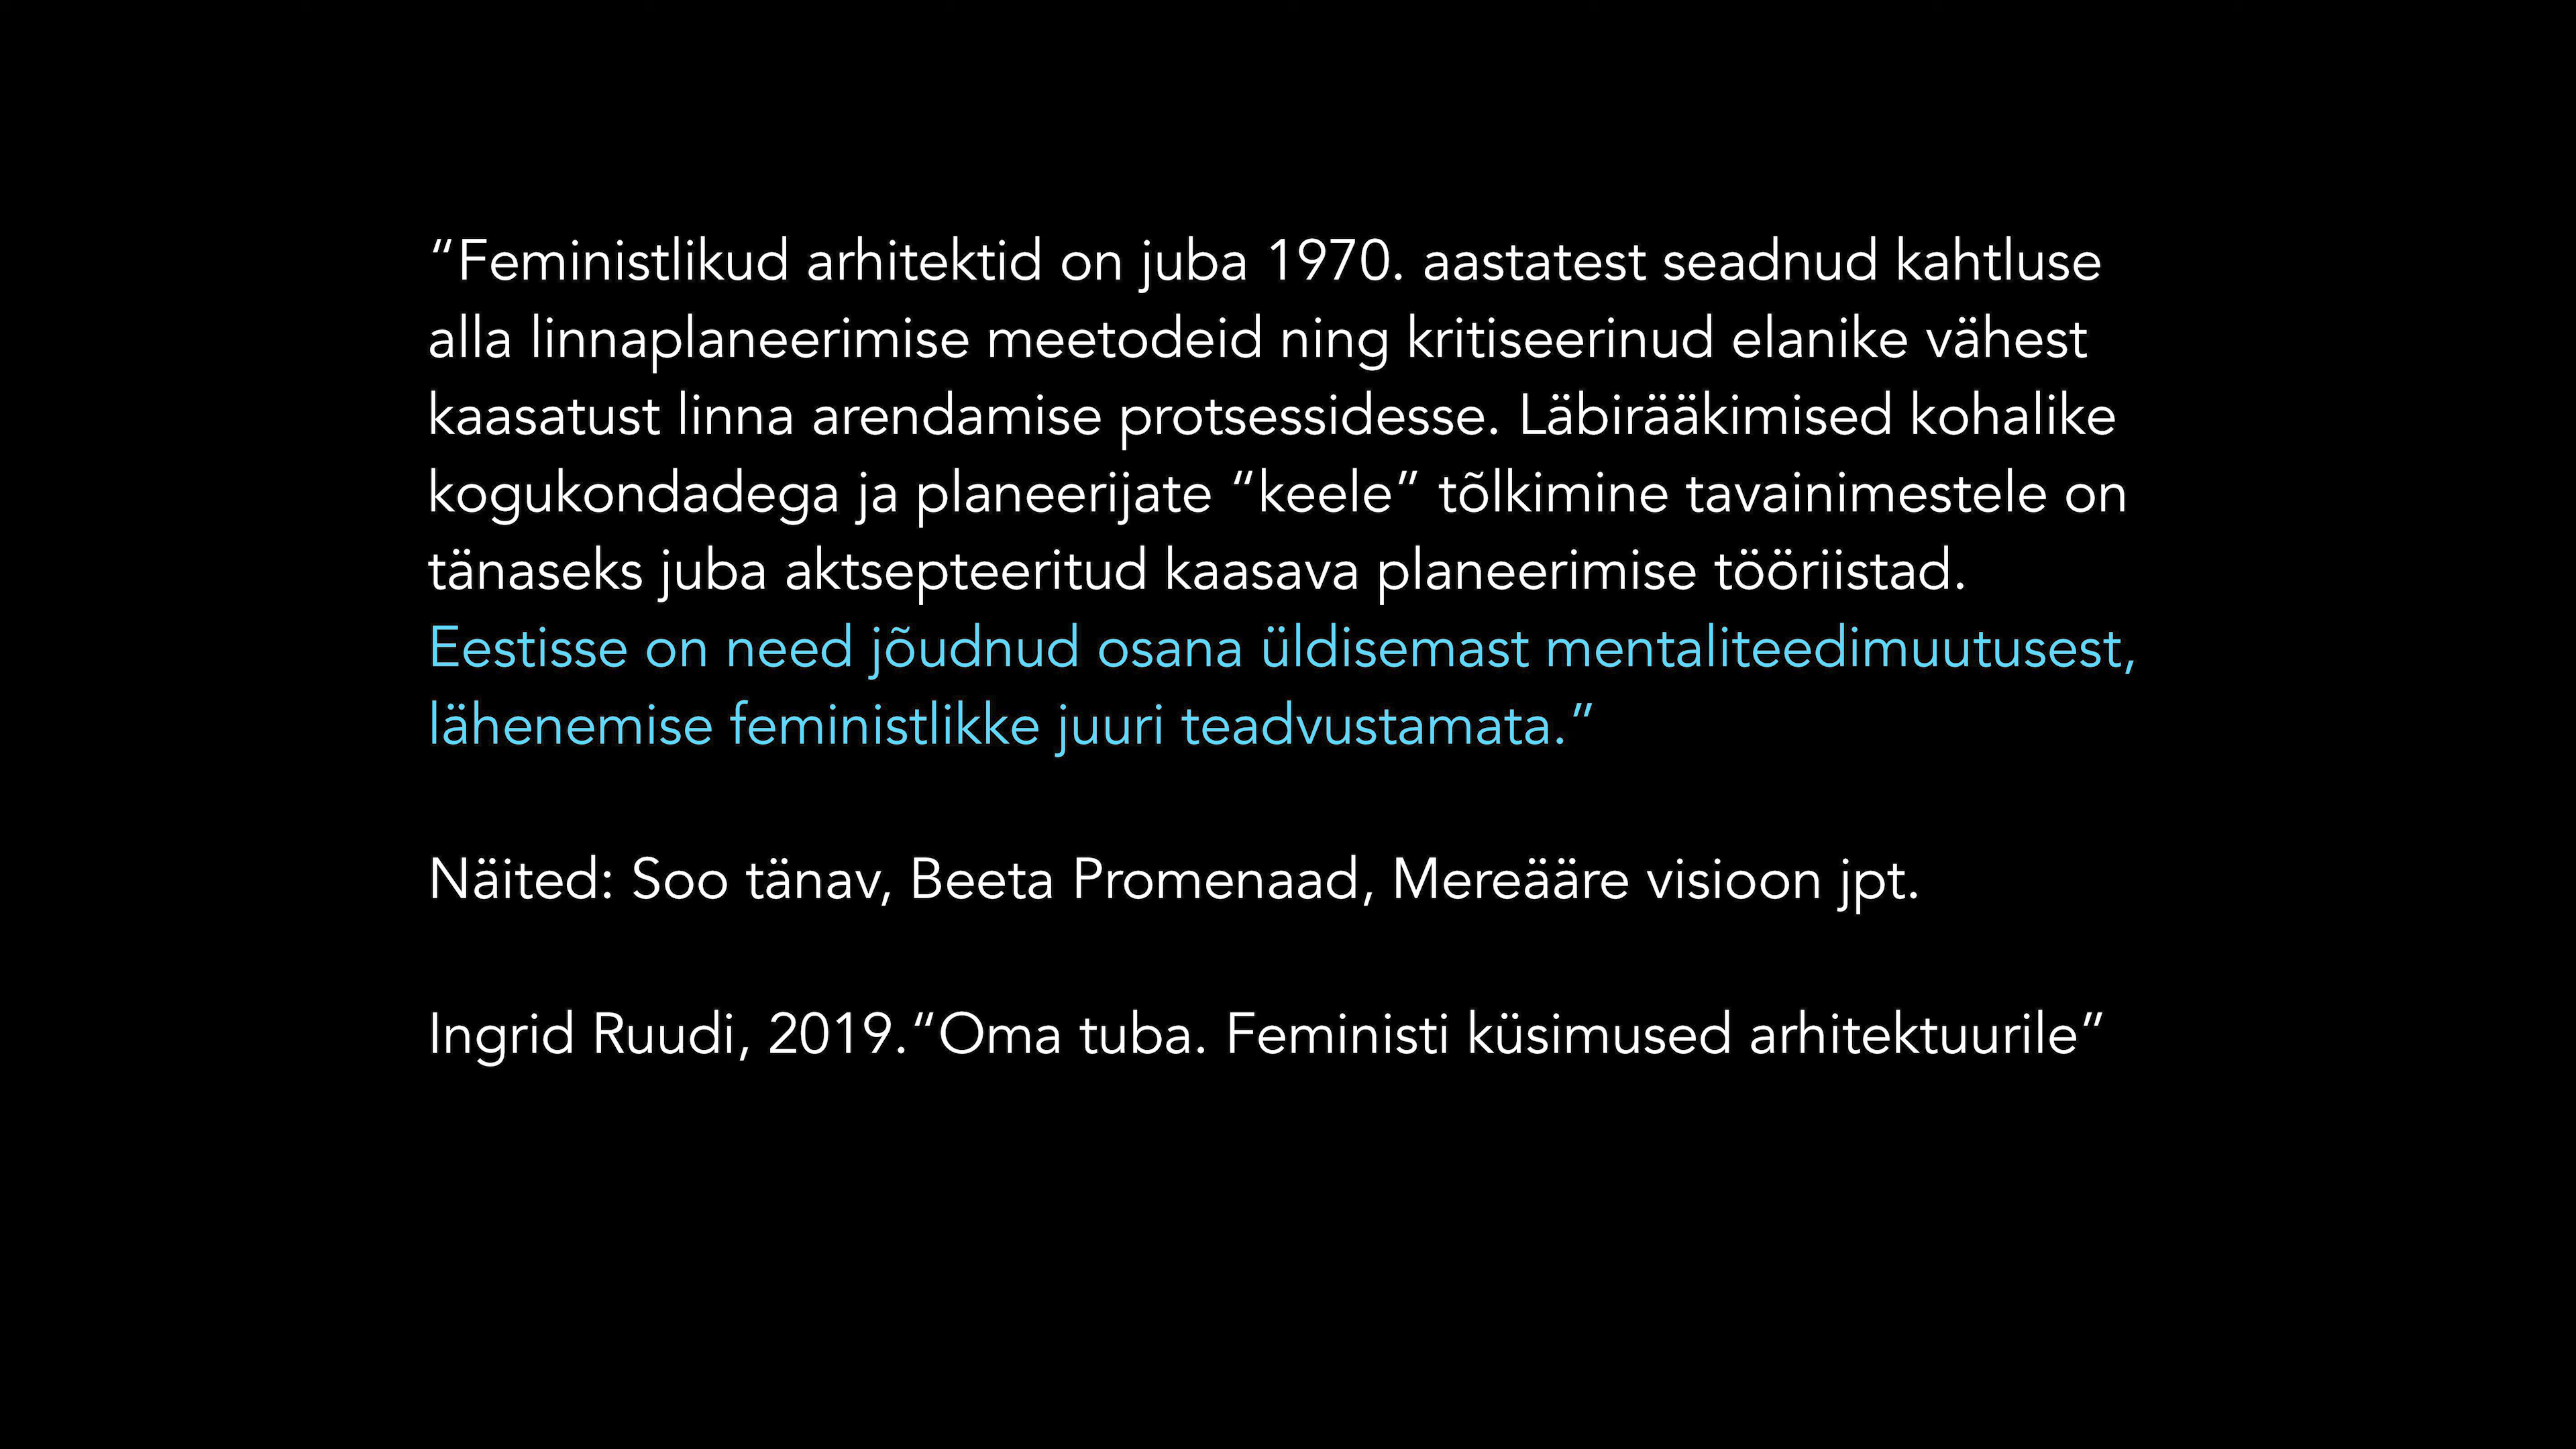 “Feministlikud arhitektid on juba 1970. aastatest seadnud kahtluse
alla linnaplaneerimise meetodeid ning kritiseerinud elanike vähest
kaasatust linna arendamise protsessidesse. Läbirääkimised kohalike
kogukondadega ja planeerijate “keele” tõlkimine tavainimestele on
tänaseks juba aktsepteeritud kaasava planeerimise tööriistad.
Eestisse on need jõudnud osana üldisemast mentaliteedimuutusest,
lähenemise feministlikke juuri teadvustamata.”
Näited: Soo tänav, Beeta Promenaad, Mereääre visioon jpt.
Ingrid Ruudi, 2019.“Oma tuba. Feministi küsimused arhitektuurile”